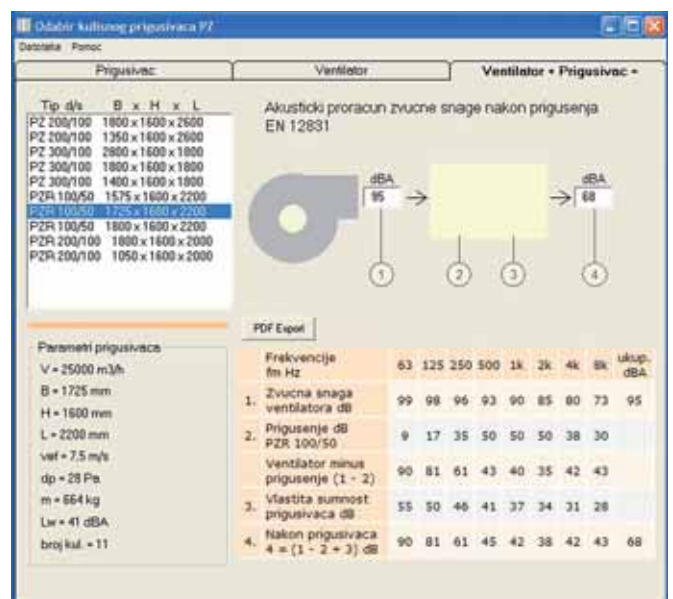 Odabir kulisnog prigusivaca PZ
Datoteka Pomoc
Prigusivac Ventilator Ventilator + Prigusivac =
Tip d/s B x H x L
PZ 200/100 1800 x 1600 x 2600
PZ 200/100 1350 x 1600 x 2600
PZ 300/100 2800 x 1600 x 1800
PZ 300/100 1800 x 1600 x 1800
PZ 300/100 1400 x 1600 x 1800
PZR 100/50 1575 x 1600 x 2200
PZR 100/50 1725 x 1600 x 2200
PZR 100/50 1800 x 1600 x 2200
PZR 200/100 1800 x 1600 x 2000
PZR 200/100 1050 x 1600 x 2000
Akusticki proracun zvucne snage nakon prigusenja
EN 12831
dBA dBA
95 68
1 2 3 4
PDF Export
Parametri prigusivaca
V = 25000 m3/h
B = 1725 mm
H = 1600 mm
L = 2200 mm
vef = 7.5 m/s
dp = 28 Pa
m = 664 kg
Lw = 41 dBA
broj kul. = 11
Frekvencije
fm Hz 63 125 250 500 1k 2k 4k 8k ukup. dBA
1. Zvucna snaga
ventilatora dB 99 98 96 93 90 85 80 73 95
2. Prigusenje dB
PZR 100/50 9 17 35 50 50 50 38 30
Ventilator minus
prigusenje (1 - 2) 90 81 61 43 40 35 42 43
3. Vlastita sumnost
prigusivaca dB 55 50 46 41 37 34 31 28
4. Nakon prigusivaca
4 = (1 - 2 + 3) dB 90 81 61 45 42 38 42 43 68